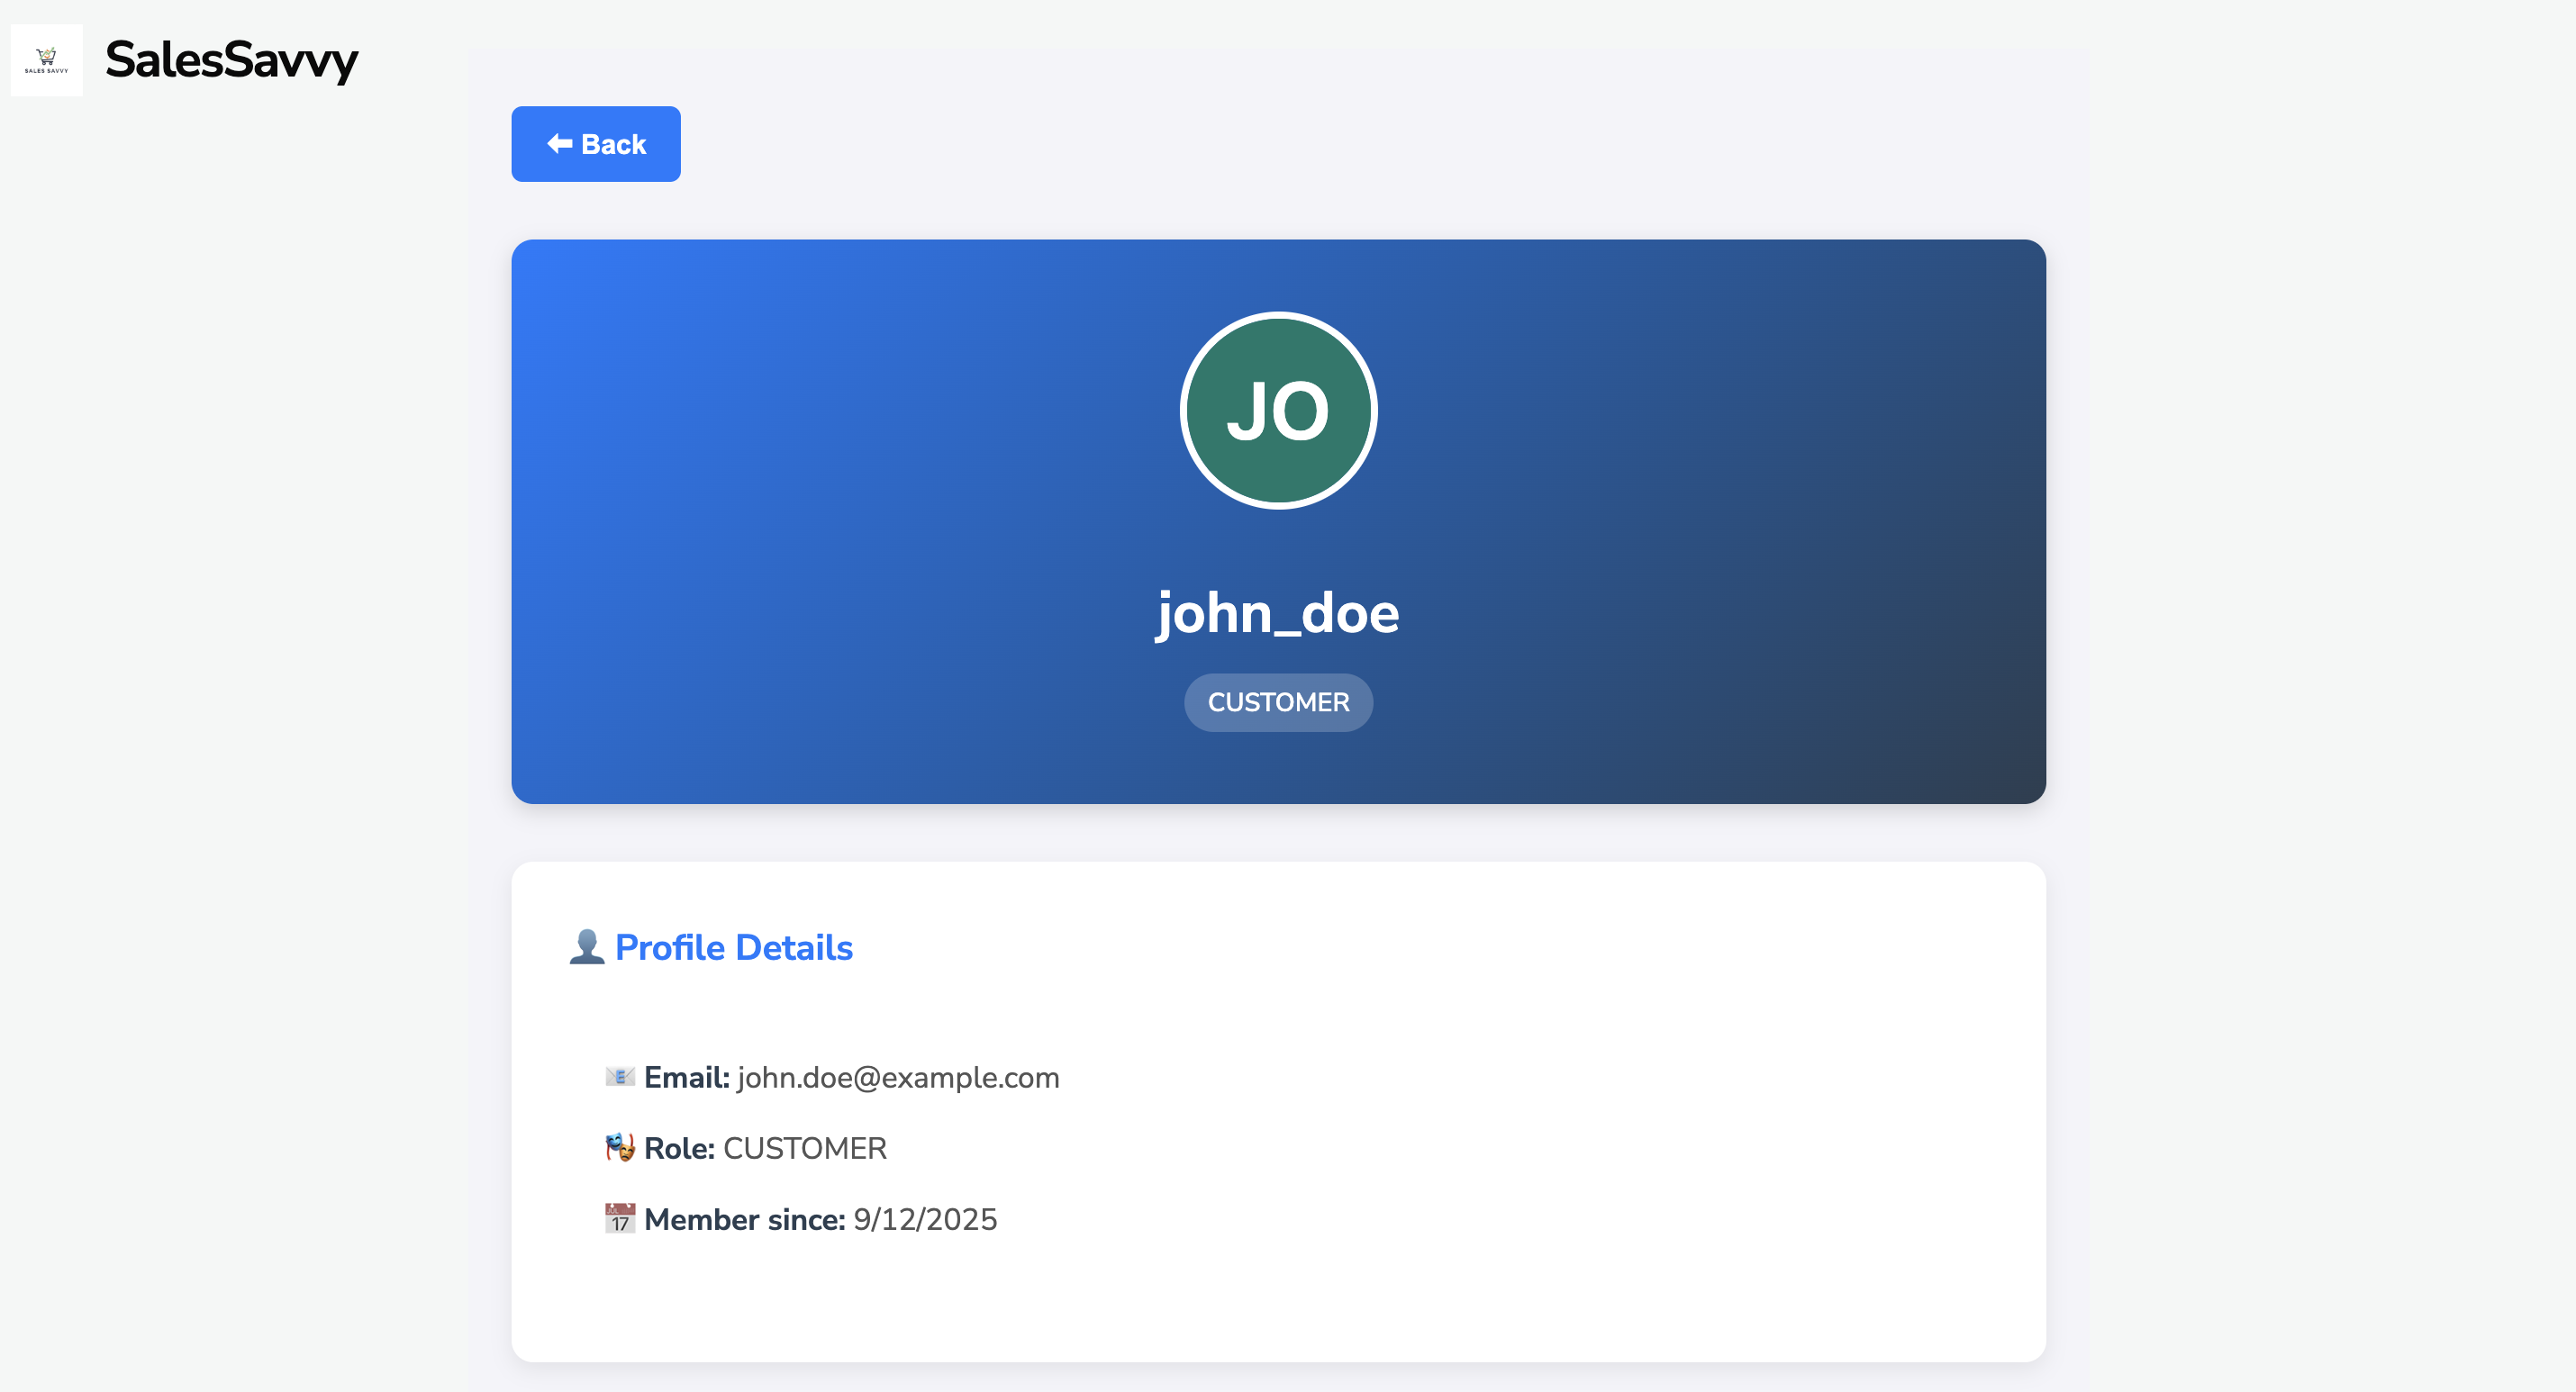 SALES SAVVY
SalesSavvy
Back
JO
john_doe
CUSTOMER
Profile Details
Email: john.doe@example.com
Role: CUSTOMER
17 Member since: 9/12/2025